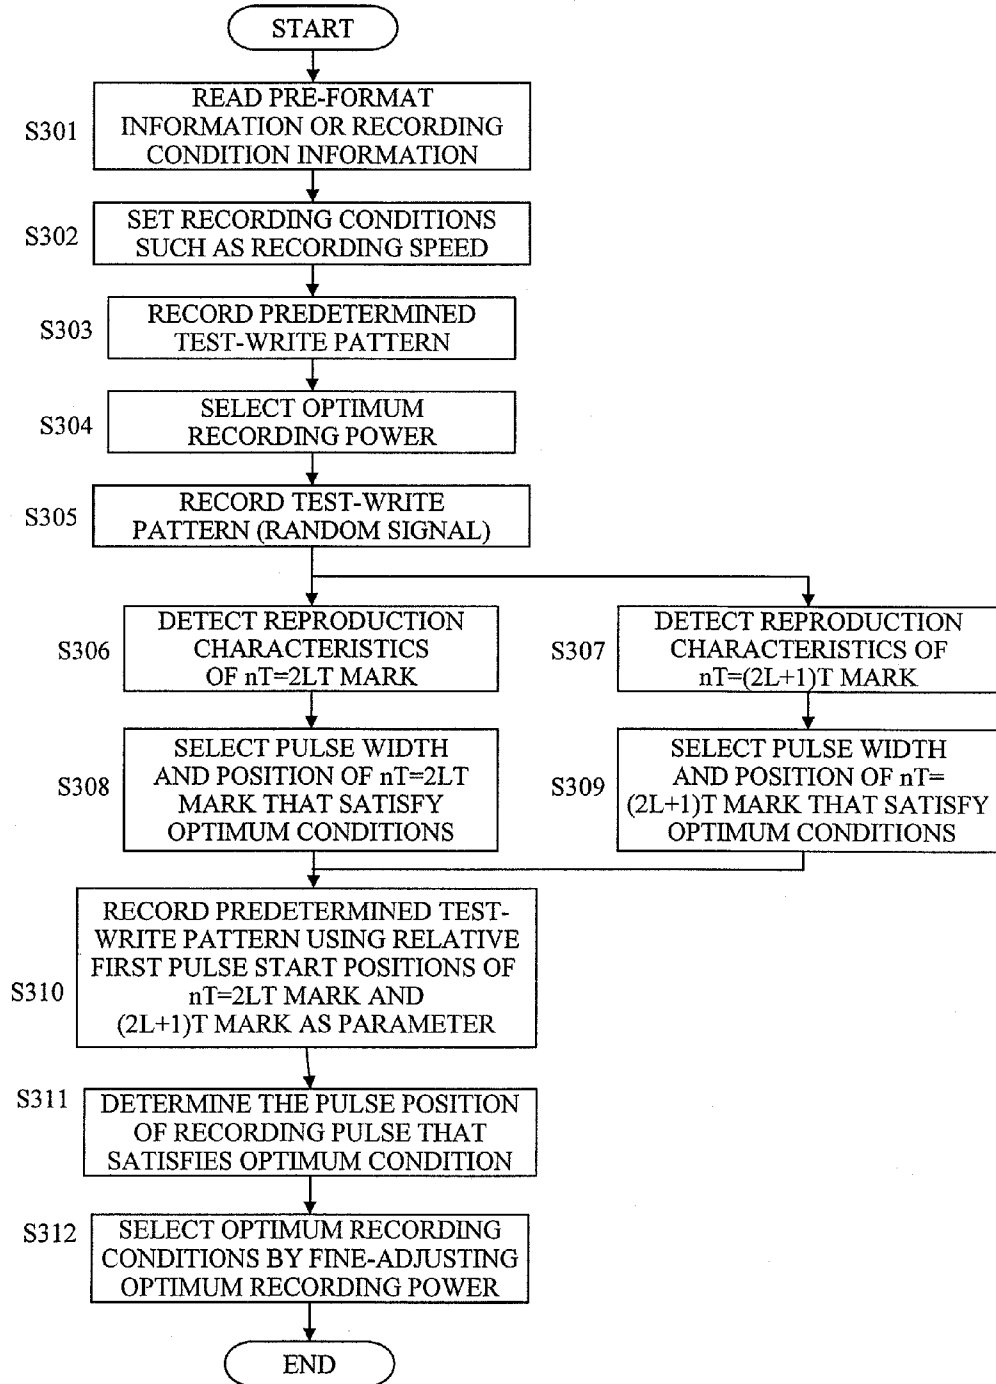 START
S301
READ PRE-FORMAT
INFORMATION OR RECORDING
CONDITION INFORMATION
S302
SET RECORDING CONDITIONS
SUCH AS RECORDING SPEED
S303
RECORD PREDETERMINED
TEST-WRITE PATTERN
S304
SELECT OPTIMUM
RECORDING POWER
S305
RECORD TEST-WRITE
PATTERN (RANDOM SIGNAL)
S306
DETECT REPRODUCTION
CHARACTERISTICS
OF nT=2LT MARK
S307
DETECT REPRODUCTION
CHARACTERISTICS OF
nT=(2L+1)T MARK
S308
SELECT PULSE WIDTH
AND POSITION OF nT=2LT
MARK THAT SATISFY
OPTIMUM CONDITIONS
S309
SELECT PULSE WIDTH
AND POSITION OF nT=
(2L+1)T MARK THAT SATISFY
OPTIMUM CONDITIONS
S310
RECORD PREDETERMINED TEST-
WRITE PATTERN USING RELATIVE
FIRST PULSE START POSITIONS OF
nT=2LT MARK AND
(2L+1)T MARK AS PARAMETER
S311
DETERMINE THE PULSE POSITION
OF RECORDING PULSE THAT
SATISFIES OPTIMUM CONDITION
S312
SELECT OPTIMUM RECORDING
CONDITIONS BY FINE-ADJUSTING
OPTIMUM RECORDING POWER
END